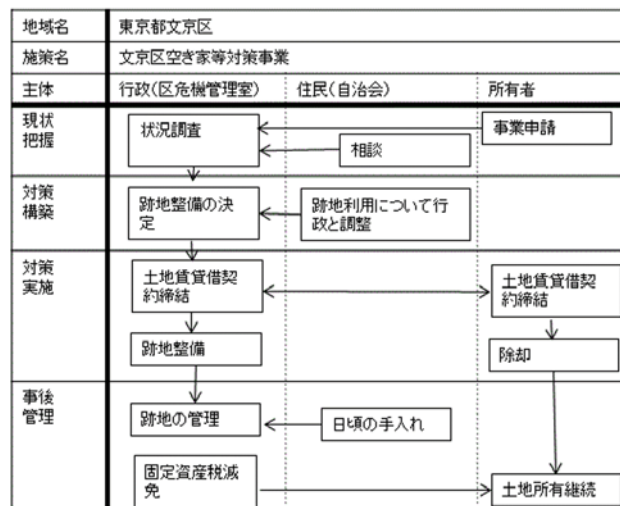 地域名 東京都文京区
施策名 文京区空き家等対策事業
主体 行政(区危機管理室) 住民(自治会) 所有者
現状
把握
状況調査
事業申請
相談
対策
構築
跡地整備の決
定
跡地利用について行
政と調整
対策
実施
土地賃貸借契
約締結
土地賃貸借契
約締結
跡地整備
除却
事後
管理
跡地の管理
日頃の手入れ
固定資産税減
免
土地所有継続